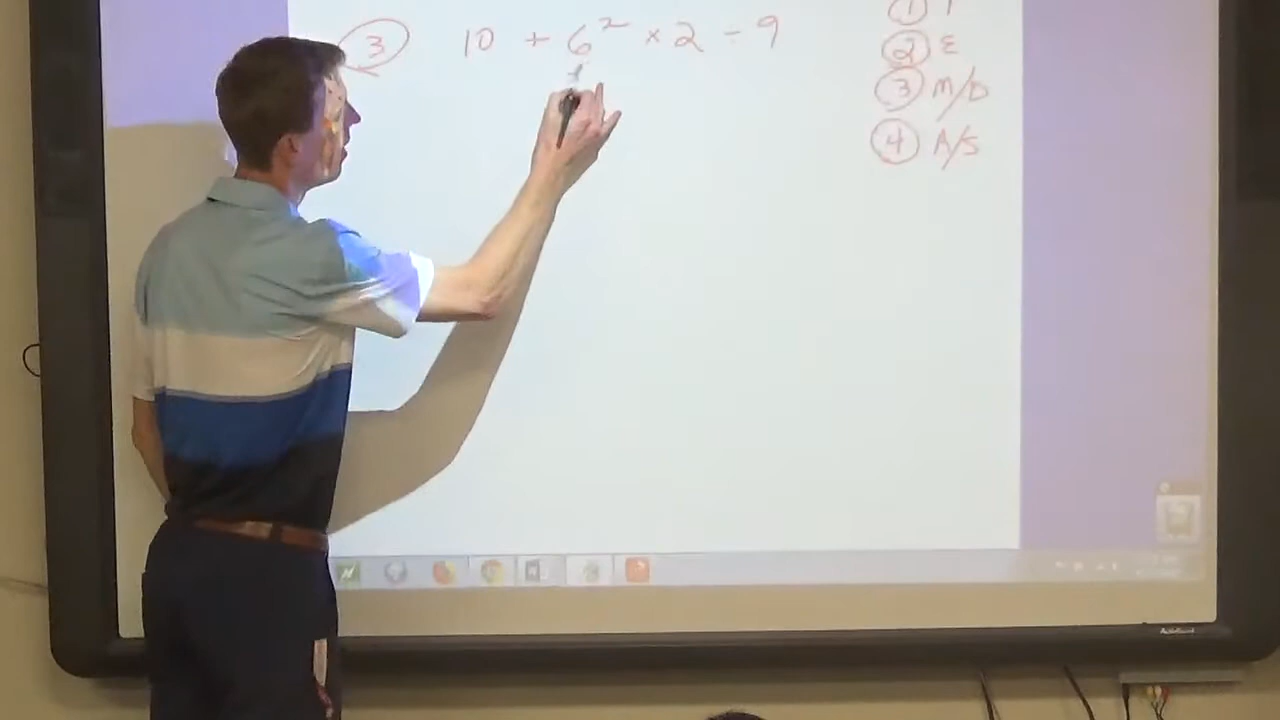 ③ 10 + 6² × 2 ÷ 9
① P
② E
③ M/D
④ A/S